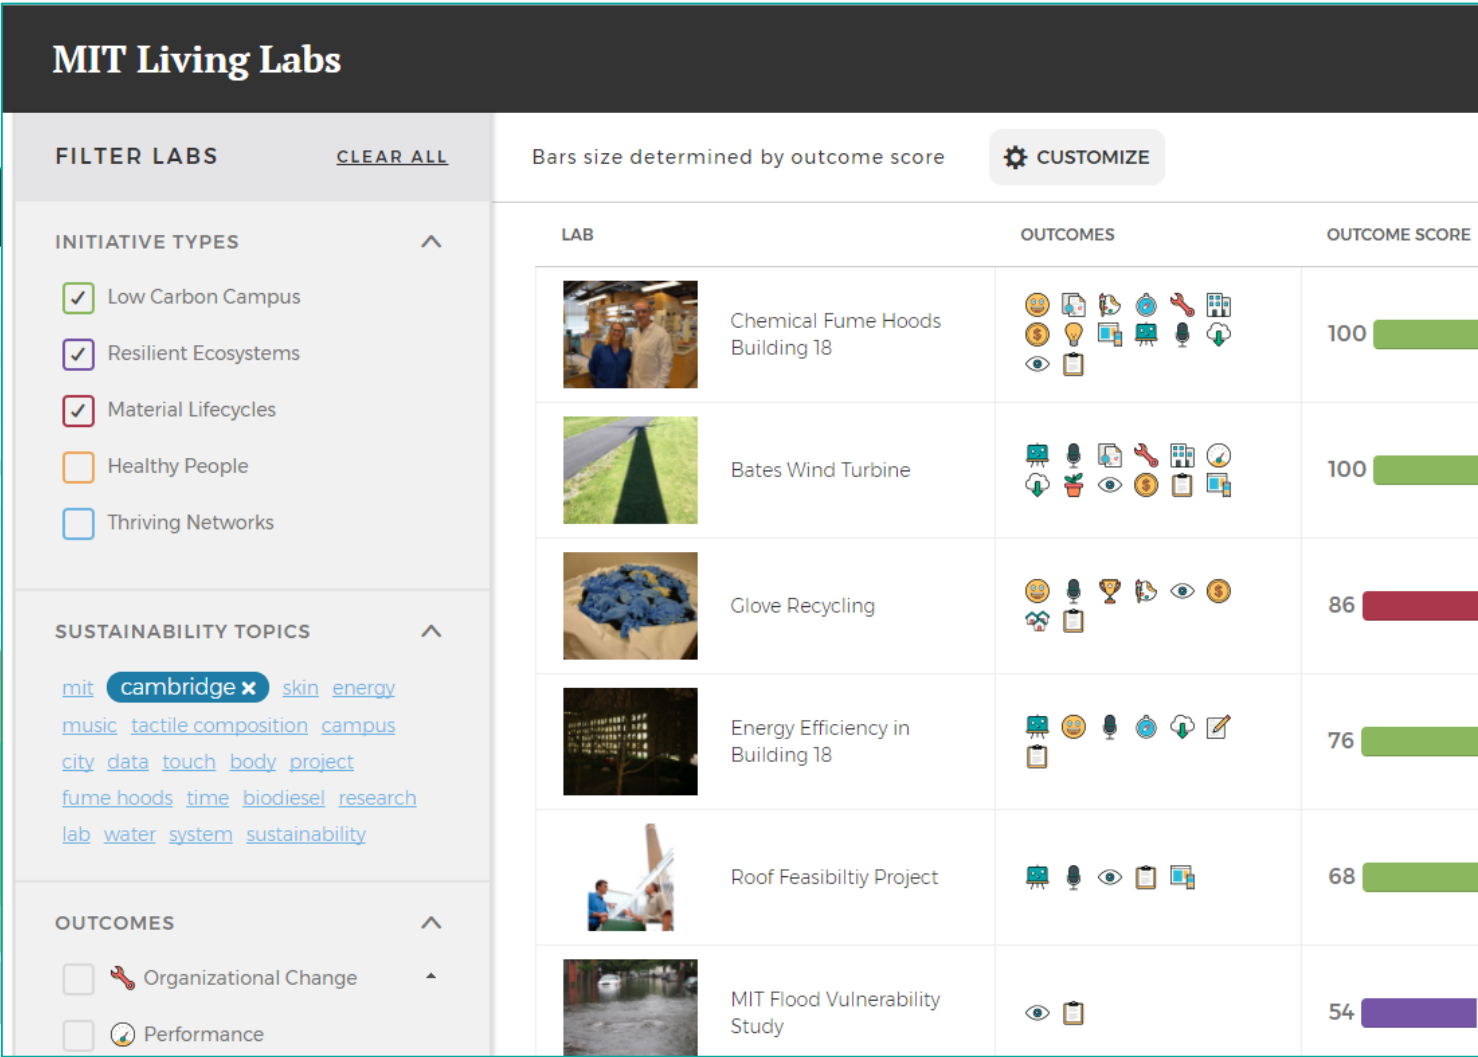 MIT Living Labs
FILTER LABS
CLEAR ALL
INITIATIVE TYPES
Low Carbon Campus
Resilient Ecosystems
Material Lifecycles
Healthy People
Thriving Networks
SUSTAINABILITY TOPICS
mit cambridge × skin energy
music tactile composition campus
city data touch body project
fume hoods time biodiesel research
lab water system sustainability
OUTCOMES
Organizational Change
Performance
Bars size determined by outcome score
CUSTOMIZE
LAB OUTCOMES OUTCOME SCORE
Chemical Fume Hoods
Building 18
100
Bates Wind Turbine
100
Glove Recycling
86
Energy Efficiency in
Building 18
76
Roof Feasibiltiy Project
68
MIT Flood Vulnerability
Study
54